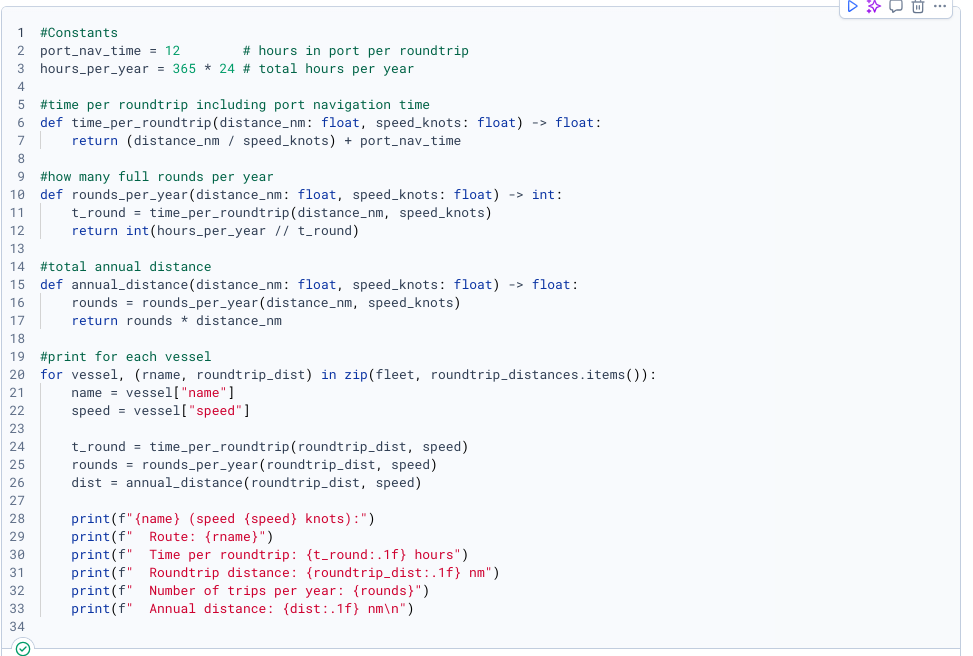 1 #Constants
2 port_nav_time = 12        # hours in port per roundtrip
3 hours_per_year = 365 * 24 # total hours per year
4
5 #time per roundtrip including port navigation time
6 def time_per_roundtrip(distance_nm: float, speed_knots: float) -> float:
7     return (distance_nm / speed_knots) + port_nav_time
8
9 #how many full rounds per year
10 def rounds_per_year(distance_nm: float, speed_knots: float) -> int:
11     t_round = time_per_roundtrip(distance_nm, speed_knots)
12     return int(hours_per_year // t_round)
13
14 #total annual distance
15 def annual_distance(distance_nm: float, speed_knots: float) -> float:
16     rounds = rounds_per_year(distance_nm, speed_knots)
17     return rounds * distance_nm
18
19 #print for each vessel
20 for vessel, (rname, roundtrip_dist) in zip(fleet, roundtrip_distances.items()):
21     name = vessel["name"]
22     speed = vessel["speed"]
23
24     t_round = time_per_roundtrip(roundtrip_dist, speed)
25     rounds = rounds_per_year(roundtrip_dist, speed)
26     dist = annual_distance(roundtrip_dist, speed)
27
28     print(f"{name} (speed {speed} knots):")
29     print(f"  Route: {rname}")
30     print(f"  Time per roundtrip: {t_round:.1f} hours")
31     print(f"  Roundtrip distance: {roundtrip_dist:.1f} nm")
32     print(f"  Number of trips per year: {rounds}")
33     print(f"  Annual distance: {dist:.1f} nm\n")
34